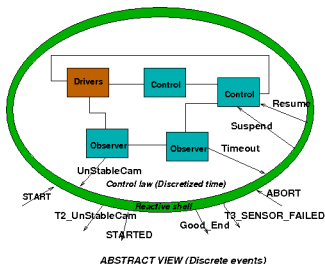 Drivers
Control
Control
Resume
Suspend
Observer
Observer
Timeout
UnStableCam
Control law (Discretized time)
START
Reactive shell
ABORT
T2_UnStableCam
Good_End
T3_SENSOR_FAILED
STARTED
ABSTRACT VIEW (Discrete events)